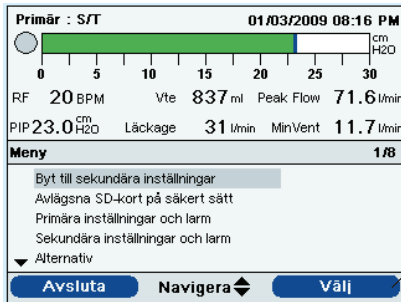 Primär : S/T 01/03/2009 08:16 PM
cm
H2O
0 5 10 15 20 25 30
RF 20 BPM Vte 837 ml Peak Flow 71.6 l/min
PIP 23.0 cm H2O Läckage 31 l/min MinVent 11.7 l/min
Meny 1/8
Byt till sekundära inställningar
Avlägsna SD-kort på säkert sätt
Primära inställningar och larm
Sekundära inställningar och larm
Alternativ
Avsluta Navigera Välj